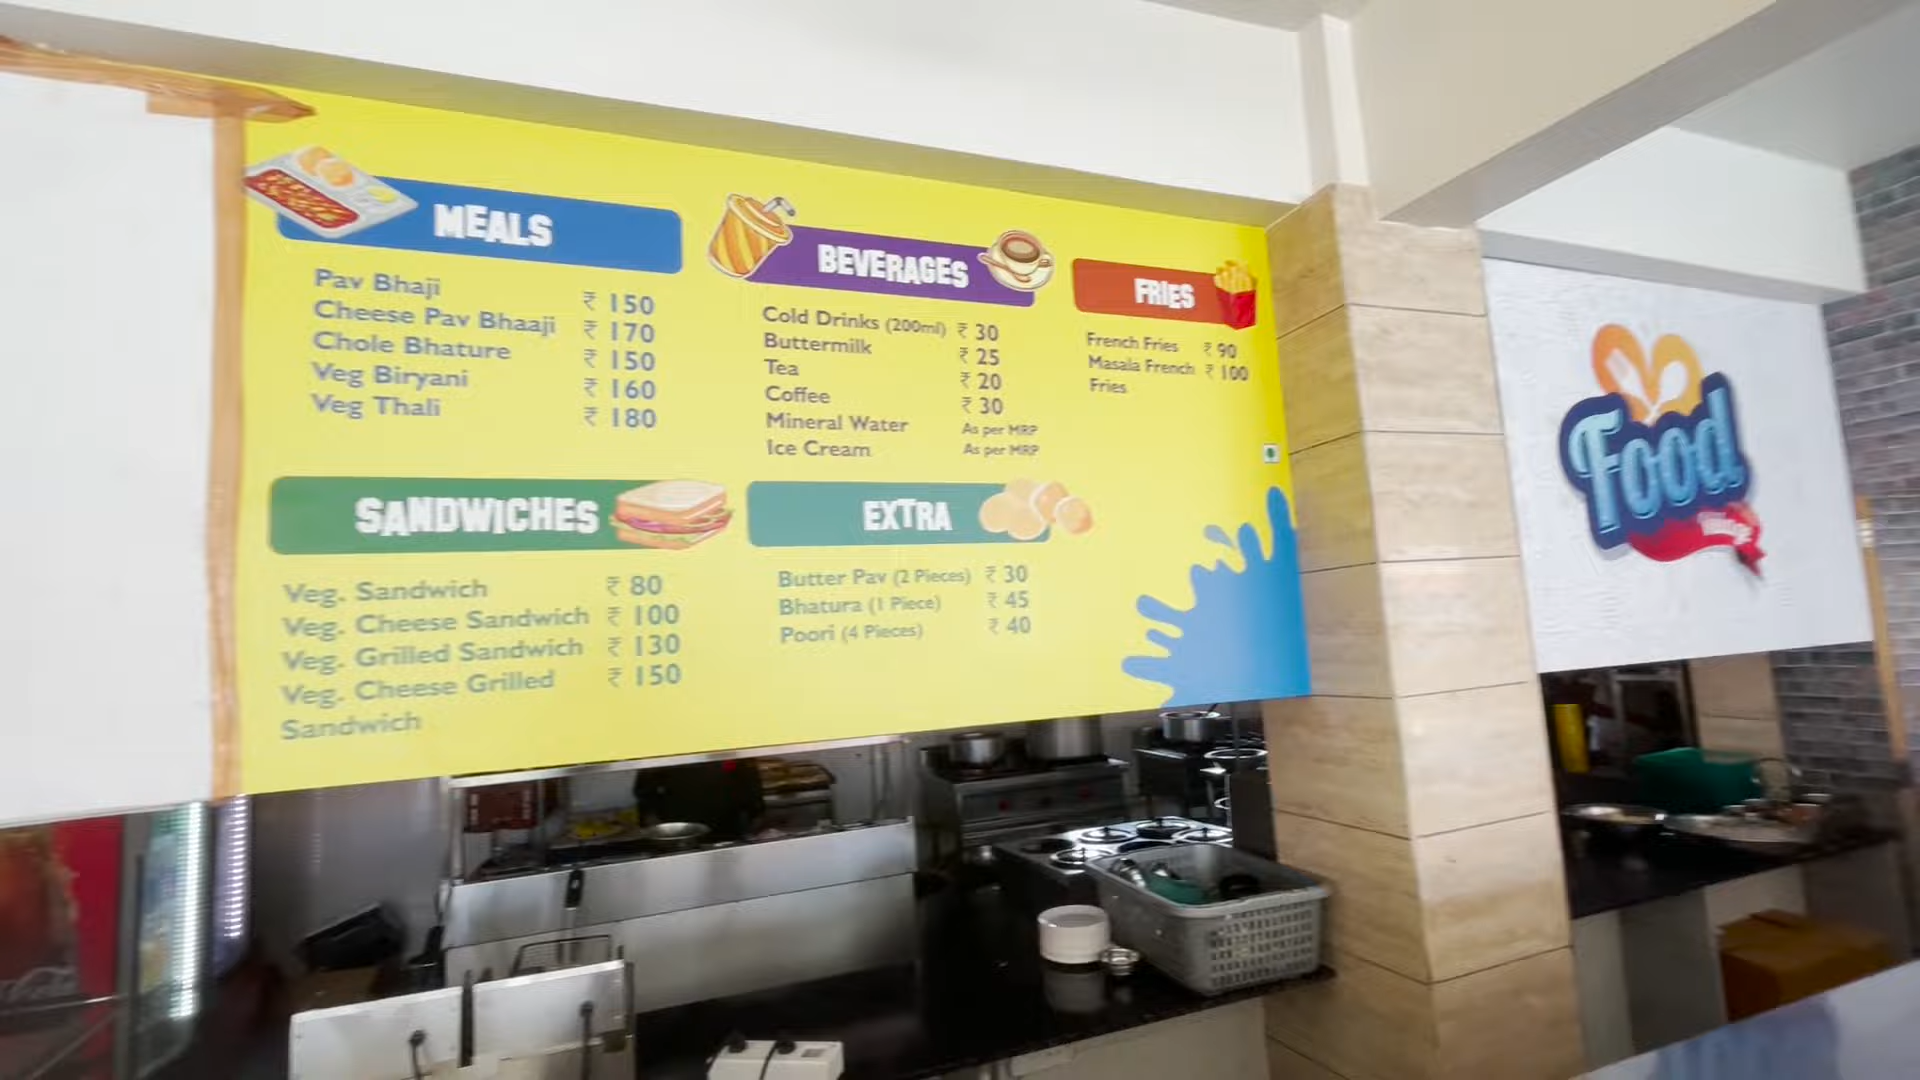 MEALS
Pav Bhaji ₹ 150
Cheese Pav Bhaaji ₹ 170
Chole Bhature ₹ 150
Veg Biryani ₹ 160
Veg Thali ₹ 180
BEVERAGES
Cold Drinks (200ml) ₹ 30
Buttermilk ₹ 25
Tea ₹ 20
Coffee ₹ 30
Mineral Water As per MRP
Ice Cream As per MRP
FRIES
French Fries ₹ 90
Masala French ₹ 100
Fries
SANDWICHES
Veg. Sandwich ₹ 80
Veg. Cheese Sandwich ₹ 100
Veg. Grilled Sandwich ₹ 130
Veg. Cheese Grilled ₹ 150
Sandwich
EXTRA
Butter Pav (2 Pieces) ₹ 30
Bhatura (1 Piece) ₹ 45
Poori (4 Pieces) ₹ 40
Food